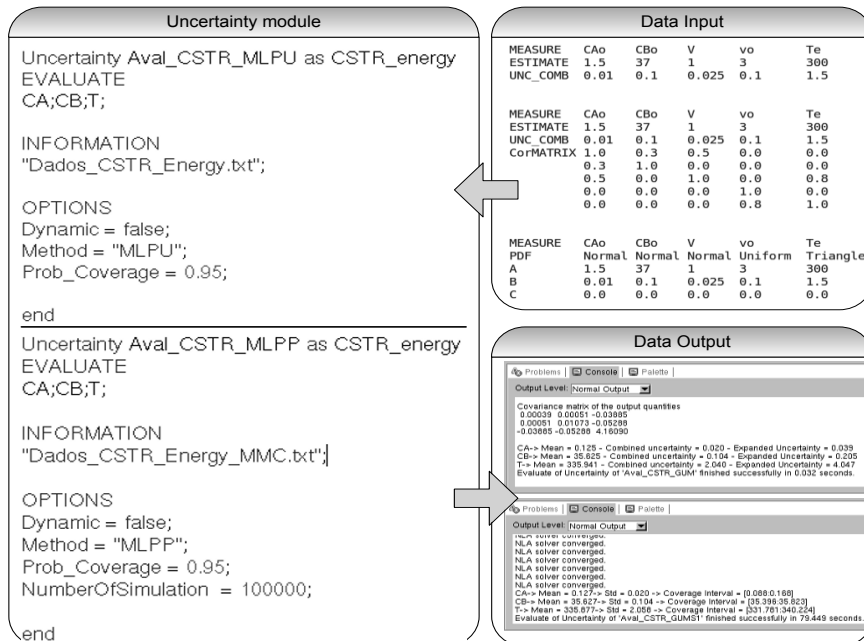 Uncertainty module
Uncertainty Aval_CSTR_MLPU as CSTR_energy
EVALUATE
CA;CB;T;
INFORMATION
"Dados_CSTR_Energy.txt";
OPTIONS
Dynamic = false;
Method = "MLPU";
Prob_Coverage = 0.95;
end
Uncertainty Aval_CSTR_MLPP as CSTR_energy
EVALUATE
CA;CB;T;
INFORMATION
"Dados_CSTR_Energy_MMC.txt";
OPTIONS
Dynamic = false;
Method = "MLPP";
Prob_Coverage = 0.95;
NumberOfSimulation = 100000;
end
Data Input
MEASURE CAo CBo V vo Te
ESTIMATE 1.5 37 1 3 300
UNC_COMB 0.01 0.1 0.025 0.1 1.5
MEASURE CAo CBo V vo Te
ESTIMATE 1.5 37 1 3 300
UNC_COMB 0.01 0.1 0.025 0.1 1.5
CorMATRIX 1.0 0.3 0.5 0.0 0.0
0.3 1.0 0.0 0.0 0.0
0.5 0.0 1.0 0.0 0.8
0.0 0.0 0.0 1.0 0.0
0.0 0.0 0.0 0.8 1.0
MEASURE CAo CBo V vo Te
PDF Normal Normal Normal Uniform Triangle
A 1.5 37 1 3 300
B 0.01 0.1 0.025 0.1 1.5
C 0.0 0.0 0.0 0.0 0.0
Data Output
Problems Console Palette
Output Level: Normal Output
Covariance matrix of the output quantities
0.00039 0.00051 -0.03885
0.00051 0.01073 -0.05288
-0.03885 -0.05288 4.16090
CA-> Mean = 0.125 - Combined uncertainty = 0.020 - Expanded Uncertainty = 0.039
CB-> Mean = 35.625 - Combined uncertainty = 0.104 - Expanded Uncertainty = 0.205
T-> Mean = 335.941 - Combined uncertainty = 2.040 - Expanded Uncertainty = 4.047
Evaluate of Uncertainty of 'Aval_CSTR_GUM' finished successfully in 0.032 seconds.
Problems Console Palette
Output Level: Normal Output
NLA solver converged.
NLA solver converged.
NLA solver converged.
NLA solver converged.
NLA solver converged.
NLA solver converged.
CA-> Mean = 0.127-> Std = 0.020 -> Coverage Interval = [0.088:0.168]
CB-> Mean = 35.627-> Std = 0.104 -> Coverage Interval = [35.396:35.823]
T-> Mean = 335.877-> Std = 2.058 -> Coverage Interval = [331.781:340.224]
Evaluate of Uncertainty of 'Aval_CSTR_GUMS1' finished successfully in 79.449 seconds